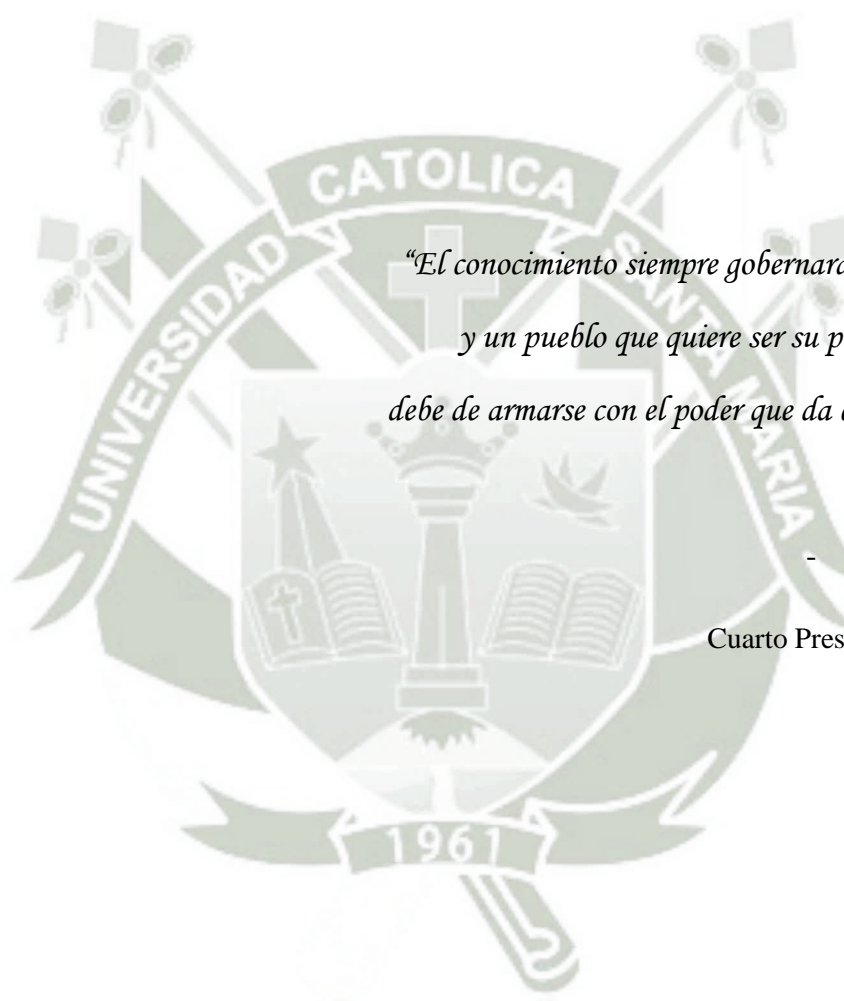 CATOLICA
UNIVERSIDAD
SANTA MARIA
“El conocimiento siempre gobernará
y un pueblo que quiere ser su p
debe de armarse con el poder que da
-
Cuarto Pres
1961